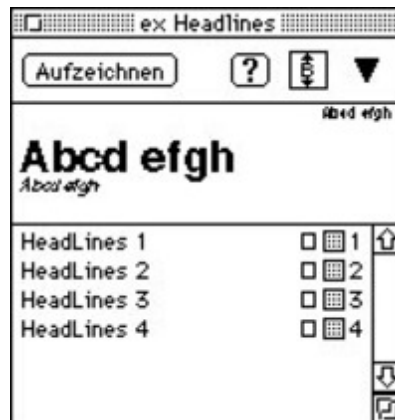 ex Headlines
Aufzeichnen ?
Abcd efgh
Abcd efgh
Abcd efgh
HeadLines 1 1
HeadLines 2 2
HeadLines 3 3
HeadLines 4 4